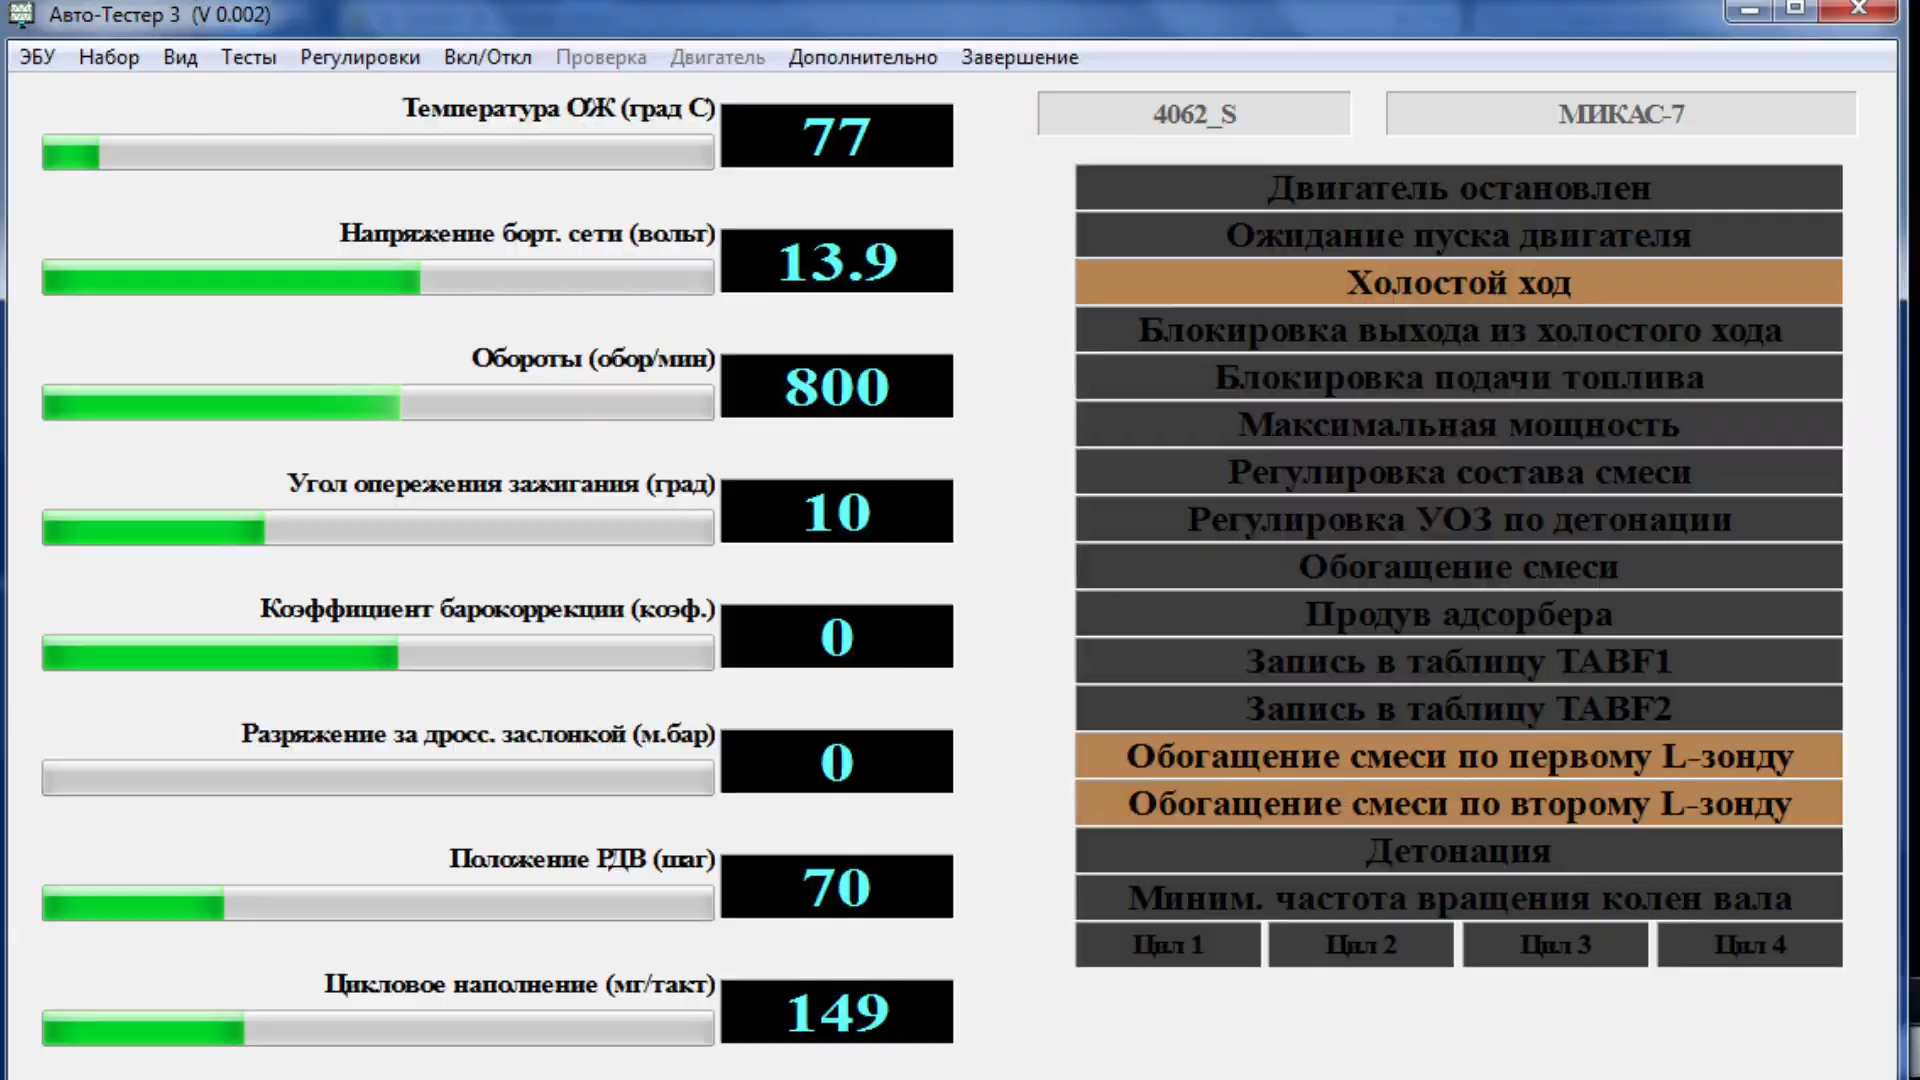 Авто-Тестер 3 (V 0.002)
ЭБУ Набор Вид Тесты Регулировки Вкл/Откл Проверка Двигатель Дополнительно Завершение
Температура ОЖ (град С) 77
Напряжение борт. сети (вольт) 13.9
Обороты (обор/мин) 800
Угол опережения зажигания (град) 10
Коэффициент барокоррекции (коэф.) 0
Разряжение за дросс. заслонкой (м.бар) 0
Положение РДВ (шаг) 70
Цикловое наполнение (мг/такт) 149
4062_S МИКАС-7
Двигатель остановлен
Ожидание пуска двигателя
Холостой ход
Блокировка выхода из холостого хода
Блокировка подачи топлива
Максимальная мощность
Регулировка состава смеси
Регулировка УОЗ по детонации
Обогащение смеси
Продув адсорбера
Запись в таблицу TABF1
Запись в таблицу TABF2
Обогащение смеси по первому L-зонду
Обогащение смеси по второму L-зонду
Детонация
Миним. частота вращения колен вала
Цил 1 Цил 2 Цил 3 Цил 4